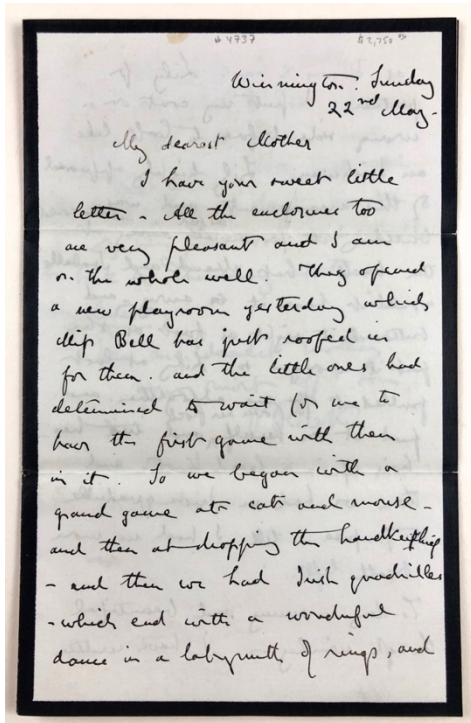 # 4737 $2,750
Winnington. Sunday
22nd May.
My dearest Mother
I have your sweet little
letter - All the enclosures too
are very pleasant and I am
on the whole well. They opened
a new playroom yesterday which
Miss Bell has just roofed in
for them. and the little ones had
determined to wait for me to
have the first game with them
in it. So we began with a
grand game at cats and mouse -
and then at dropping the handkerchief
- and then we had Irish quadrilles
- which end with a wonderful
dance in a labyrinth of rings, and